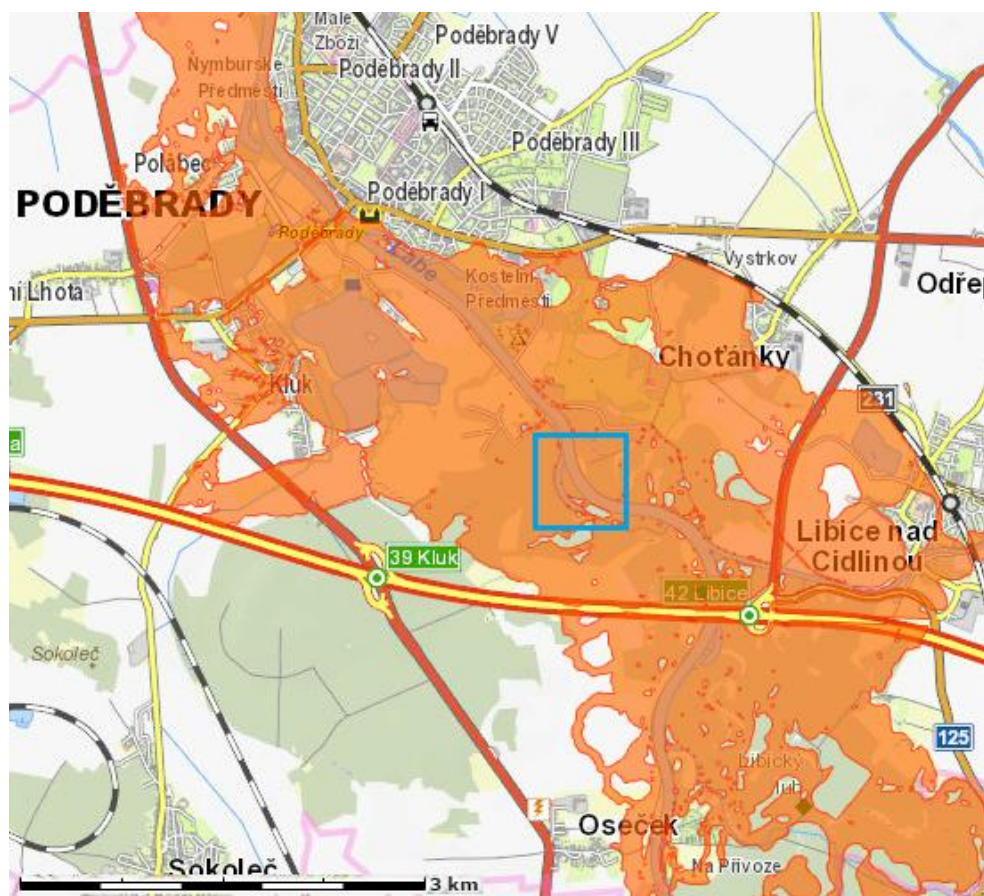 Malé
Zboží
Poděbrady V
Nymburské
Předměstí
Poděbrady II
Poděbrady III
Polabec
PODĚBRADY
Poděbrady I
Poděbrady
Labe
Vystrkov
Kostelní
Předměstí
Odřep
ní Lhota
Choťánky
Kluk
231
a
Libice nad
Cidlinou
39 Kluk
42 Libice
Sokoleč
125
Libický
luh
Oseček
Na Přívoze
Sokoleč
3 km